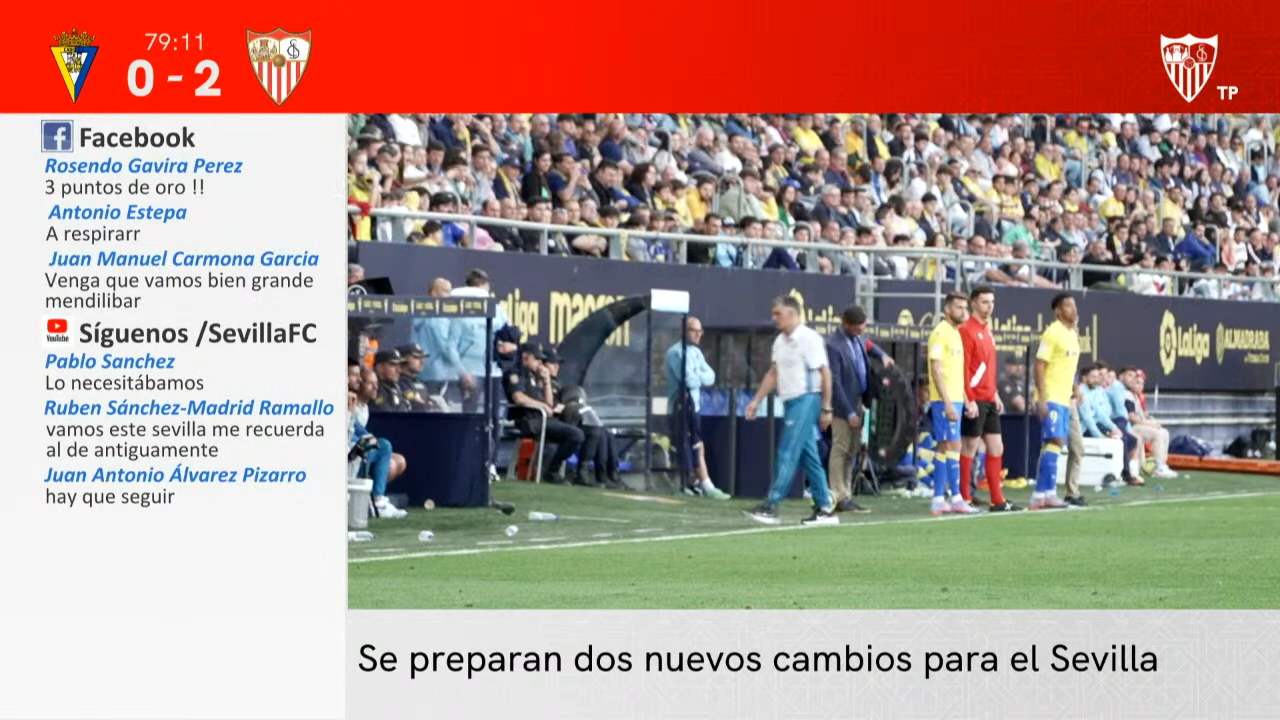 79:11
0 - 2
TP
Facebook
Rosendo Gavira Perez
3 puntos de oro !!
Antonio Estepa
A respirarr
Juan Manuel Carmona Garcia
Venga que vamos bien grande
mendilibar
YouTube
Síguenos /SevillaFC
Pablo Sanchez
Lo necesitábamos
Ruben Sánchez-Madrid Ramallo
vamos este sevilla me recuerda
al de antiguamente
Juan Antonio Álvarez Pizarro
hay que seguir
LaLiga
ALMADRABA
9
Se preparan dos nuevos cambios para el Sevilla